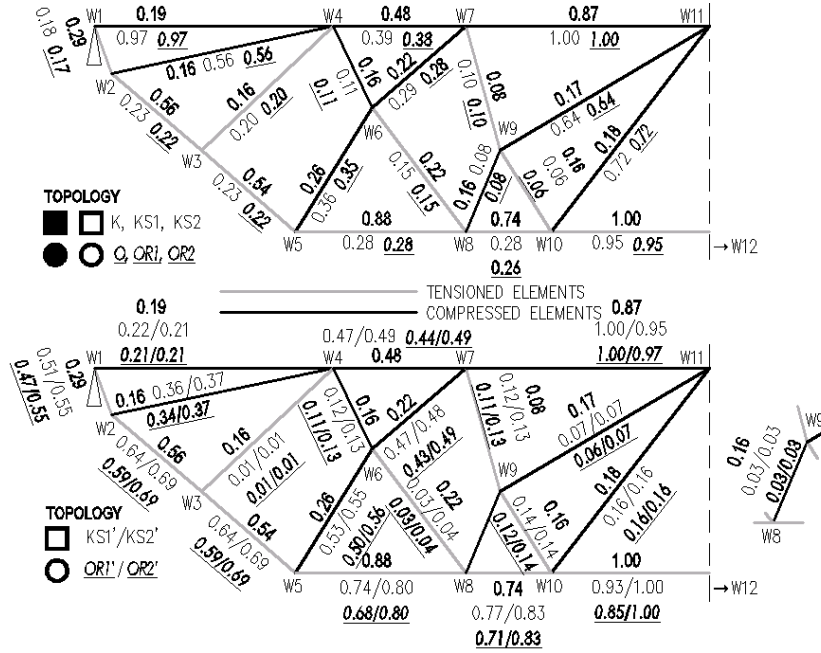 W1 0.19 W4 0.48 W7 0.87 W11
0.18 0.17 0.29 0.97 0.97 0.39 0.38 1.00 1.00
W2 0.16 0.56 0.56 0.11 0.16 0.22 0.29 0.28 0.08 0.10 0.10
0.23 0.22 0.56 0.16 0.20 0.20 0.11 W6 W9 0.17 0.64 0.64
W3 0.26 0.36 0.35 0.22 0.15 0.15 0.16 0.08 0.08 0.16 0.06 0.06 0.18 0.72 0.72
0.54 0.23 0.22
TOPOLOGY
K, KS1, KS2
O, OR1, OR2
W5 0.88 W8 0.74 W10 1.00
0.28 0.28 0.28 0.95 0.95 →W12
0.26
TENSIONED ELEMENTS
COMPRESSED ELEMENTS
0.19 0.87
0.22/0.21 0.47/0.49 0.44/0.49 1.00/0.95
W1 0.21/0.21 W4 0.48 W7 1.00/0.97 W11
0.51/0.55 0.47/0.55 0.29
0.16 0.36/0.37 0.34/0.37 0.16 0.12/0.13 0.11/0.13 0.22 0.47/0.48 0.43/0.49 0.08 0.12/0.13 0.11/0.13
W2 0.56 0.64/0.69 0.59/0.69 0.16 0.01/0.01 0.01/0.01 W6 W9 0.17 0.07/0.07 0.06/0.07
W3 0.26 0.53/0.55 0.50/0.56 0.22 0.03/0.04 0.03/0.04 0.16 0.14/0.14 0.12/0.14 0.18 0.16/0.16 0.16/0.16
0.54 0.64/0.69 0.59/0.69
W9
0.16 0.03/0.03 0.03/0.03
W8
TOPOLOGY
KS1'/KS2'
OR1'/OR2'
W5 0.88 W8 0.74 W10 1.00
0.74/0.80 0.77/0.83 0.93/1.00 →W12
0.68/0.80 0.71/0.83 0.85/1.00